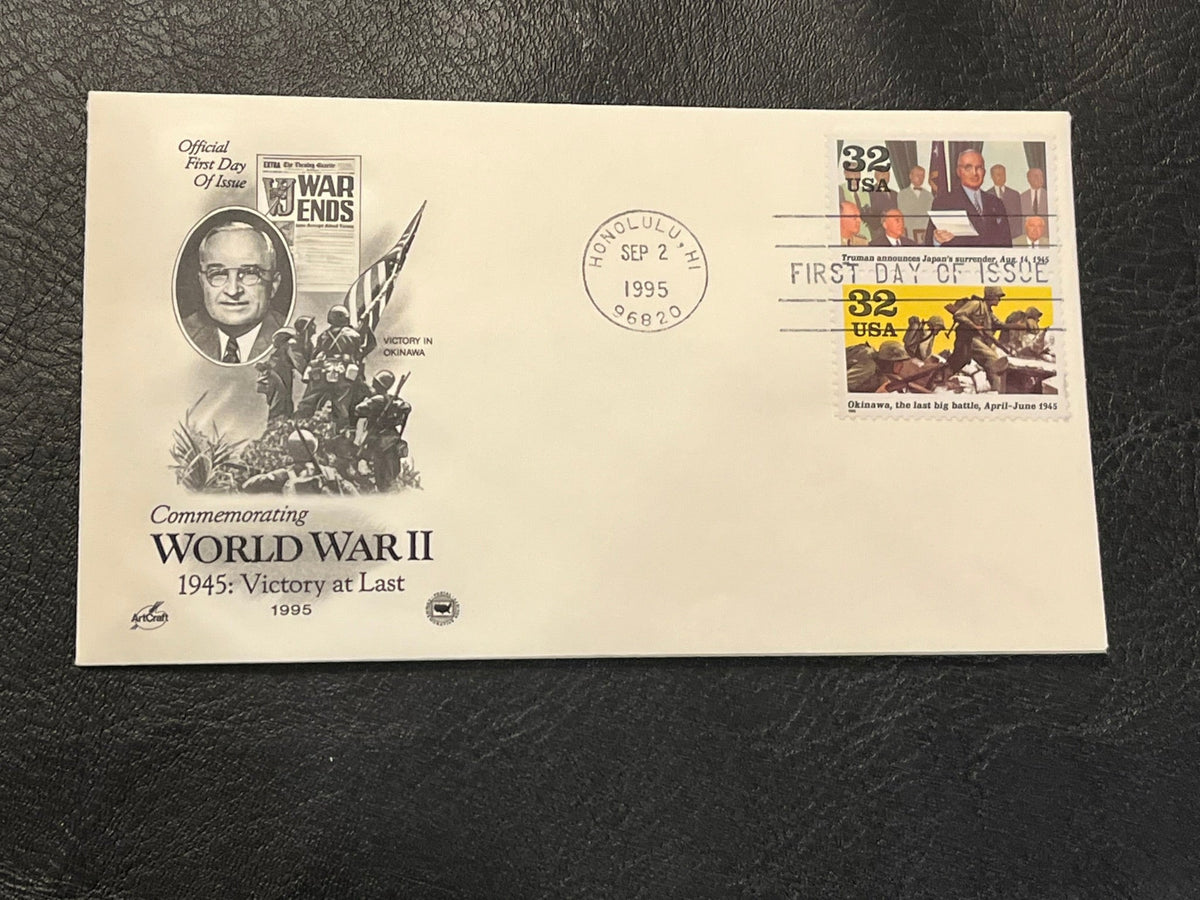 Official
First Day
Of Issue
EXTRA
WAR
ENDS
VICTORY IN
OKINAWA
Commemorating
WORLD WAR II
1945: Victory at Last
1995
ArtCraft
HONOLULU, HI
SEP 2
1995
96820
32
USA
Truman announces Japan's surrender, Aug. 14, 1945
FIRST DAY OF ISSUE
32
USA
Okinawa, the last big battle, April–June 1945